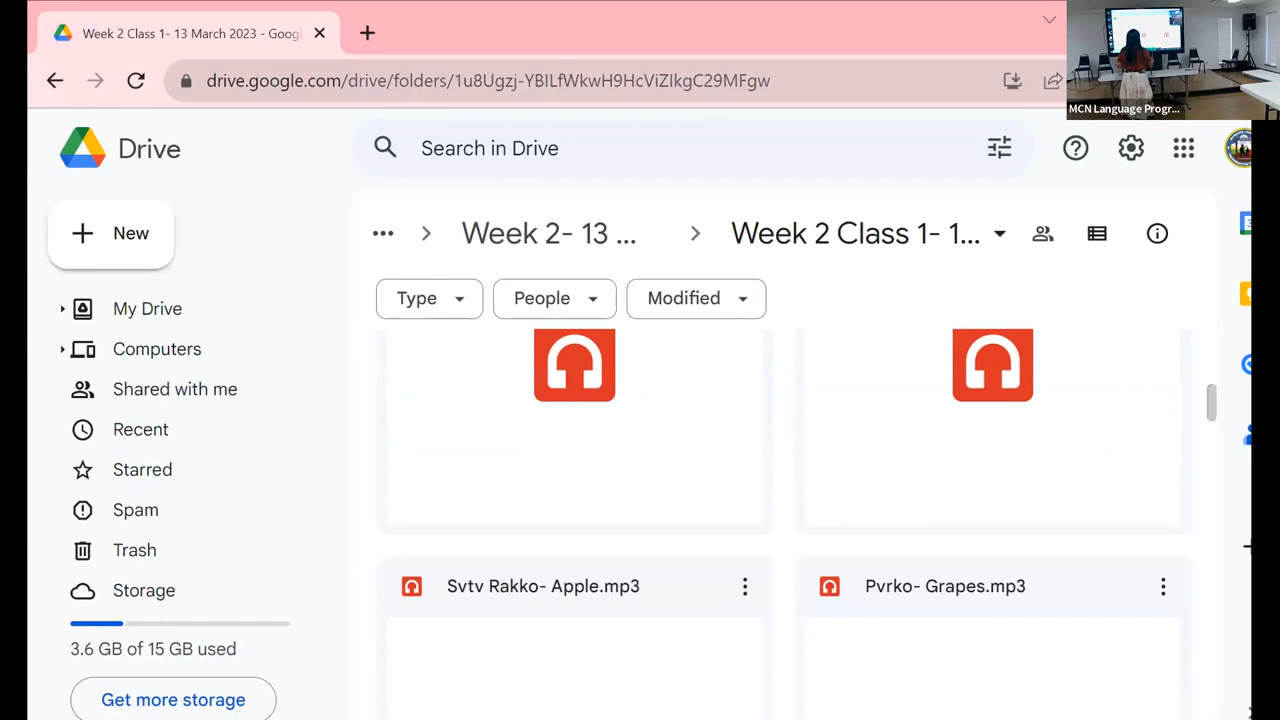 Week 2 Class 1- 13 March 2023 - Googl
drive.google.com/drive/folders/
MCN Language Progr...
Drive
Search in Drive
New
Week 2- 13 ...
Week 2 Class 1- 1...
Type
People
Modified
My Drive
Computers
Shared with me
Recent
Starred
Spam
Trash
Storage
3.6 GB of 15 GB used
Get more storage
Svtv Rakko- Apple.mp3
Pvrko- Grapes.mp3